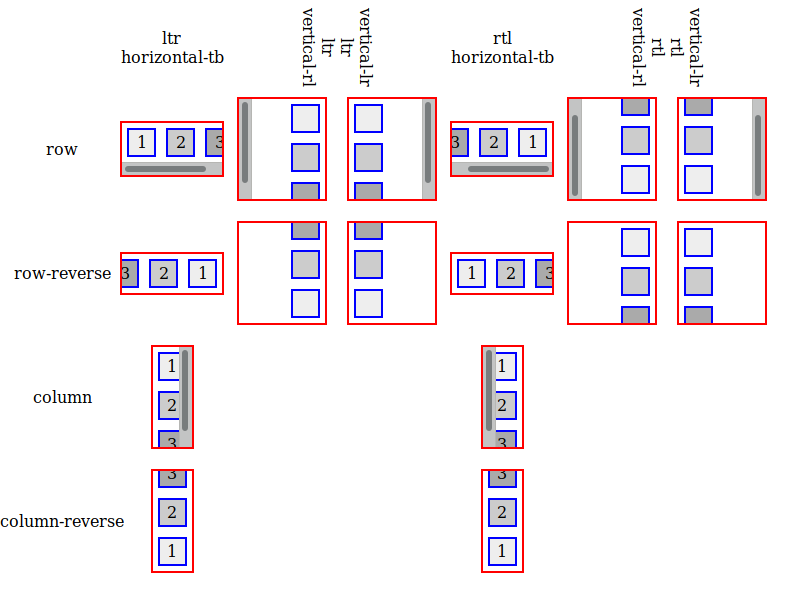 ltr
horizontal-tb
vertical-rl
ltr
ltr
vertical-lr
rtl
horizontal-tb
vertical-rl
rtl
rtl
vertical-lr
row
1 2 3
3 2 1
row-reverse
3 2 1
1 2 3
column
1
2
3
1
2
3
column-reverse
3
2
1
3
2
1